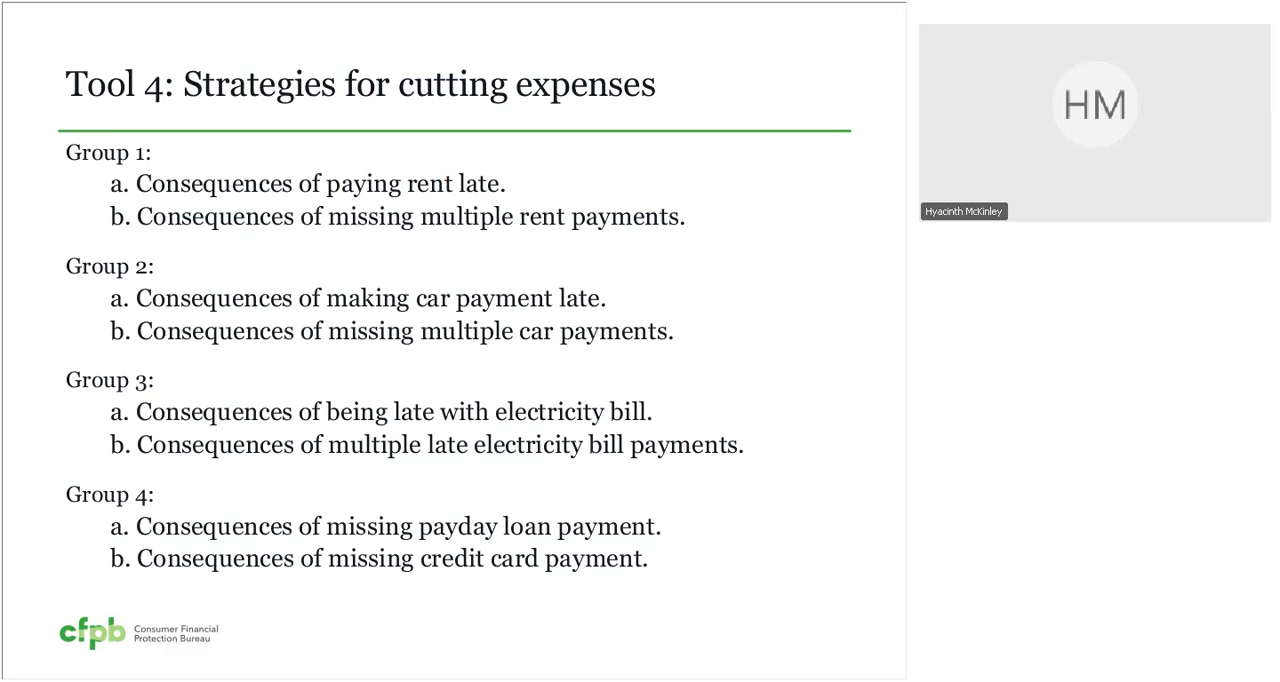 Tool 4: Strategies for cutting expenses
Group 1:
a. Consequences of paying rent late.
b. Consequences of missing multiple rent payments.
Group 2:
a. Consequences of making car payment late.
b. Consequences of missing multiple car payments.
Group 3:
a. Consequences of being late with electricity bill.
b. Consequences of multiple late electricity bill payments.
Group 4:
a. Consequences of missing payday loan payment.
b. Consequences of missing credit card payment.
cfpb
Consumer Financial
Protection Bureau
HM
Hyacinth McKinley